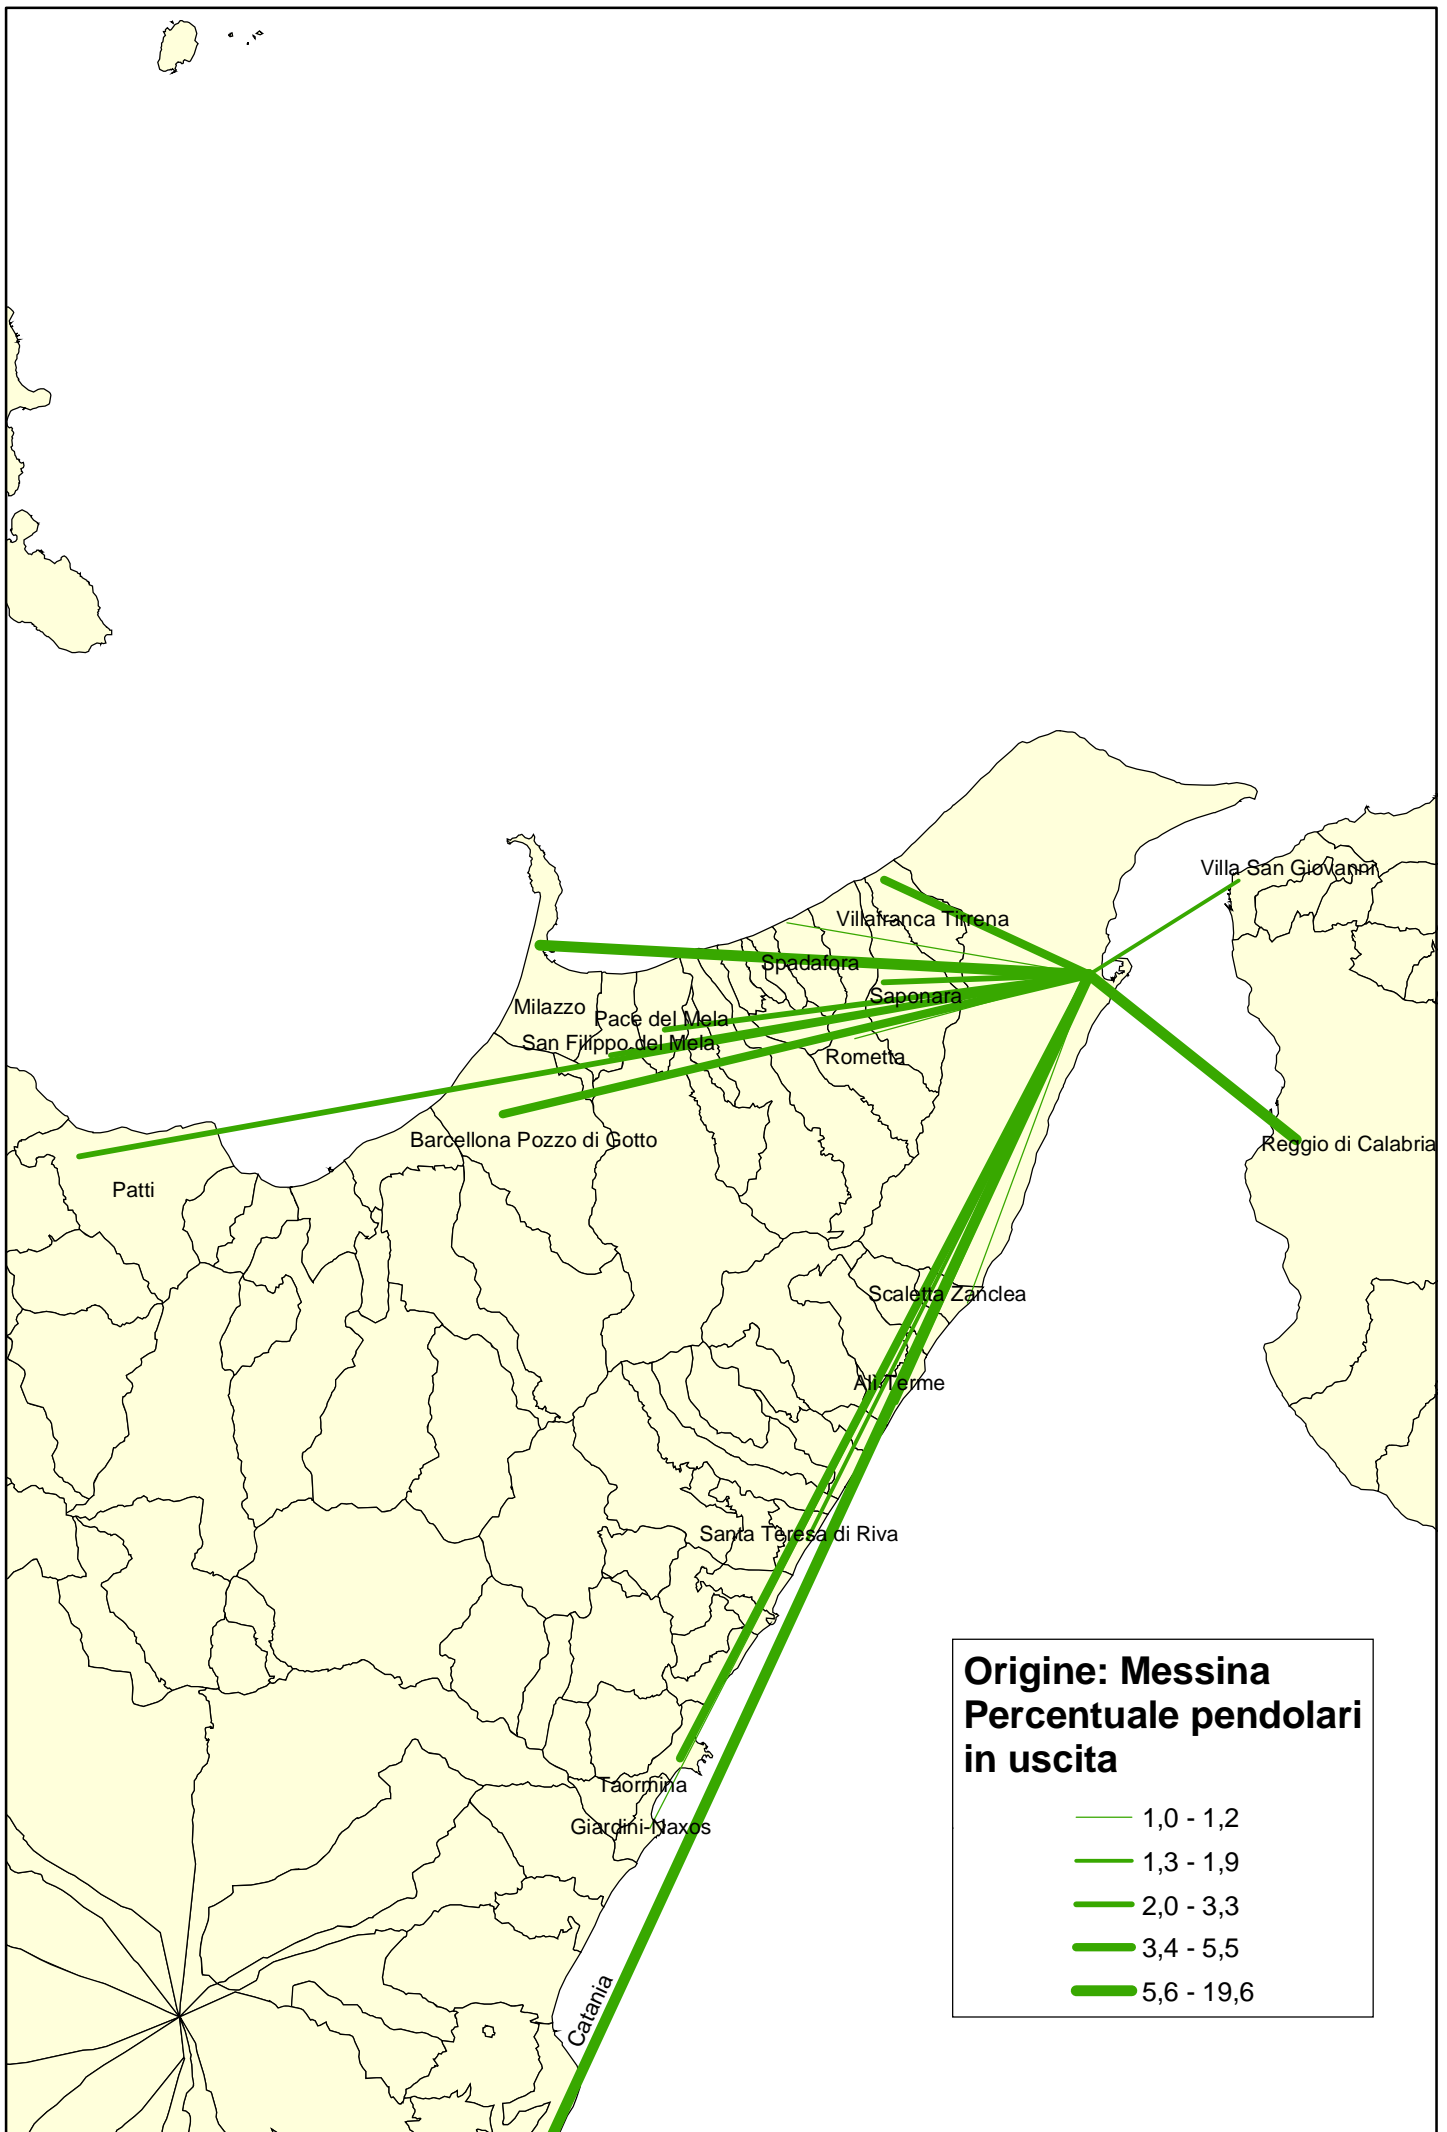 Villa San Giovanni
Villafranca Tirrena
Spadafora
Saponara
Milazzo
Pace del Mela
San Filippo del Mela
Rometta
Barcellona Pozzo di Gotto
Reggio di Calabria
Patti
Scaletta Zanclea
Alì Terme
Santa Teresa di Riva
Taormina
Giardini-Naxos
Catania
Origine: Messina
Percentuale pendolari
in uscita
1,0 - 1,2
1,3 - 1,9
2,0 - 3,3
3,4 - 5,5
5,6 - 19,6